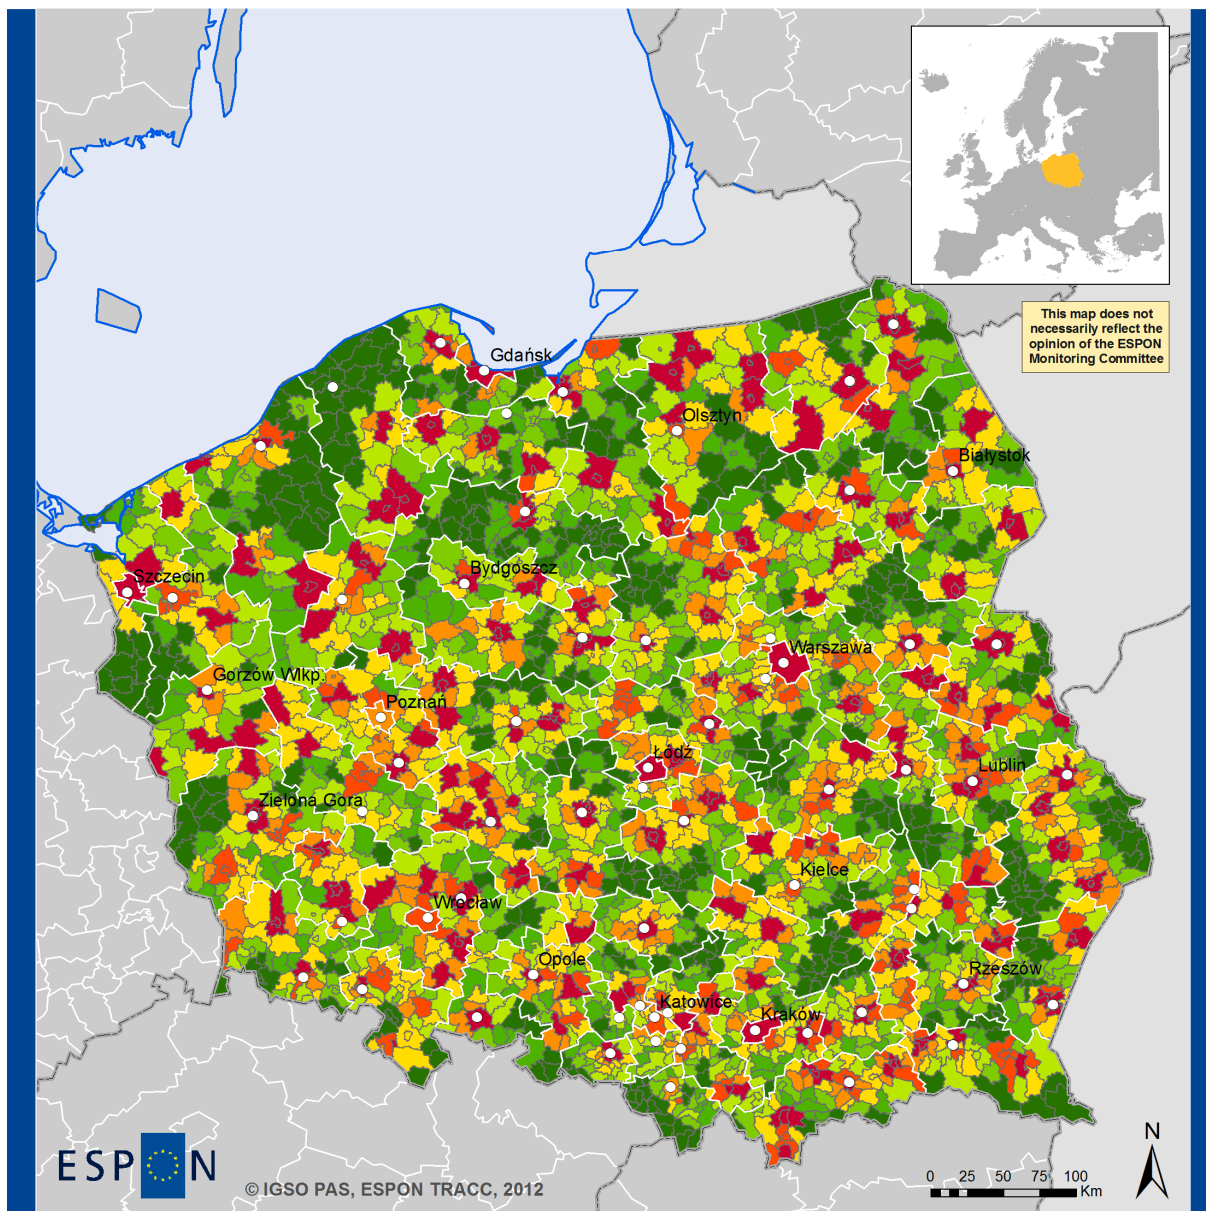 This map does not
necessarily reflect the
opinion of the ESPON
Monitoring Committee
Gdańsk
Olsztyn
Białystok
Szczecin
Bydgoszcz
Warszawa
Gorzów Wlkp.
Poznań
Łódź
Lublin
Zielona Gora
Kielce
Wrocław
Opole
Rzeszów
Katowice
Kraków
N
ESPON
© IGSO PAS, ESPON TRACC, 2012
0 25 50 75 100
Km